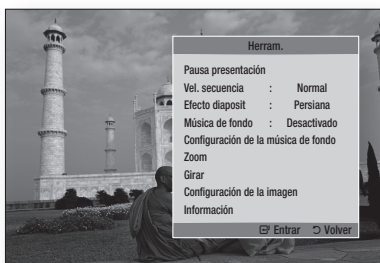 Herram.
Pausa presentación
Vel. secuencia : Normal
Efecto diaposit : Persiana
Música de fondo : Desactivado
Configuración de la música de fondo
Zoom
Girar
Configuración de la imagen
Información
Entrar Volver